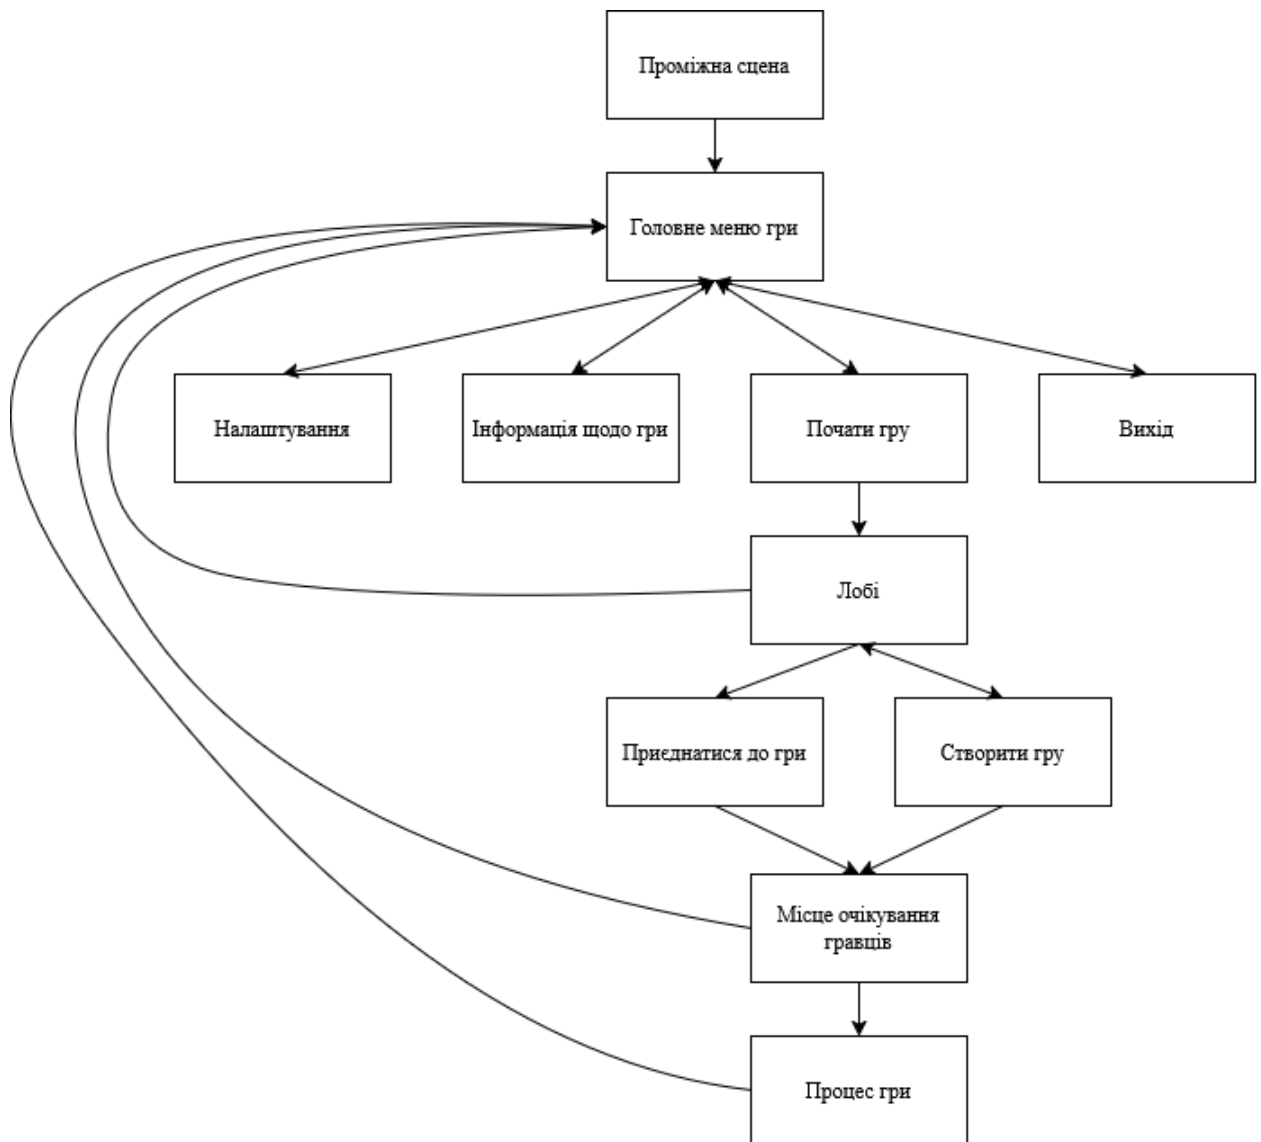 Проміжна сцена
Головне меню гри
Налаштування
Інформація щодо гри
Почати гру
Вихід
Лобі
Приєднатися до гри
Створити гру
Місце очікування
гравців
Процес гри